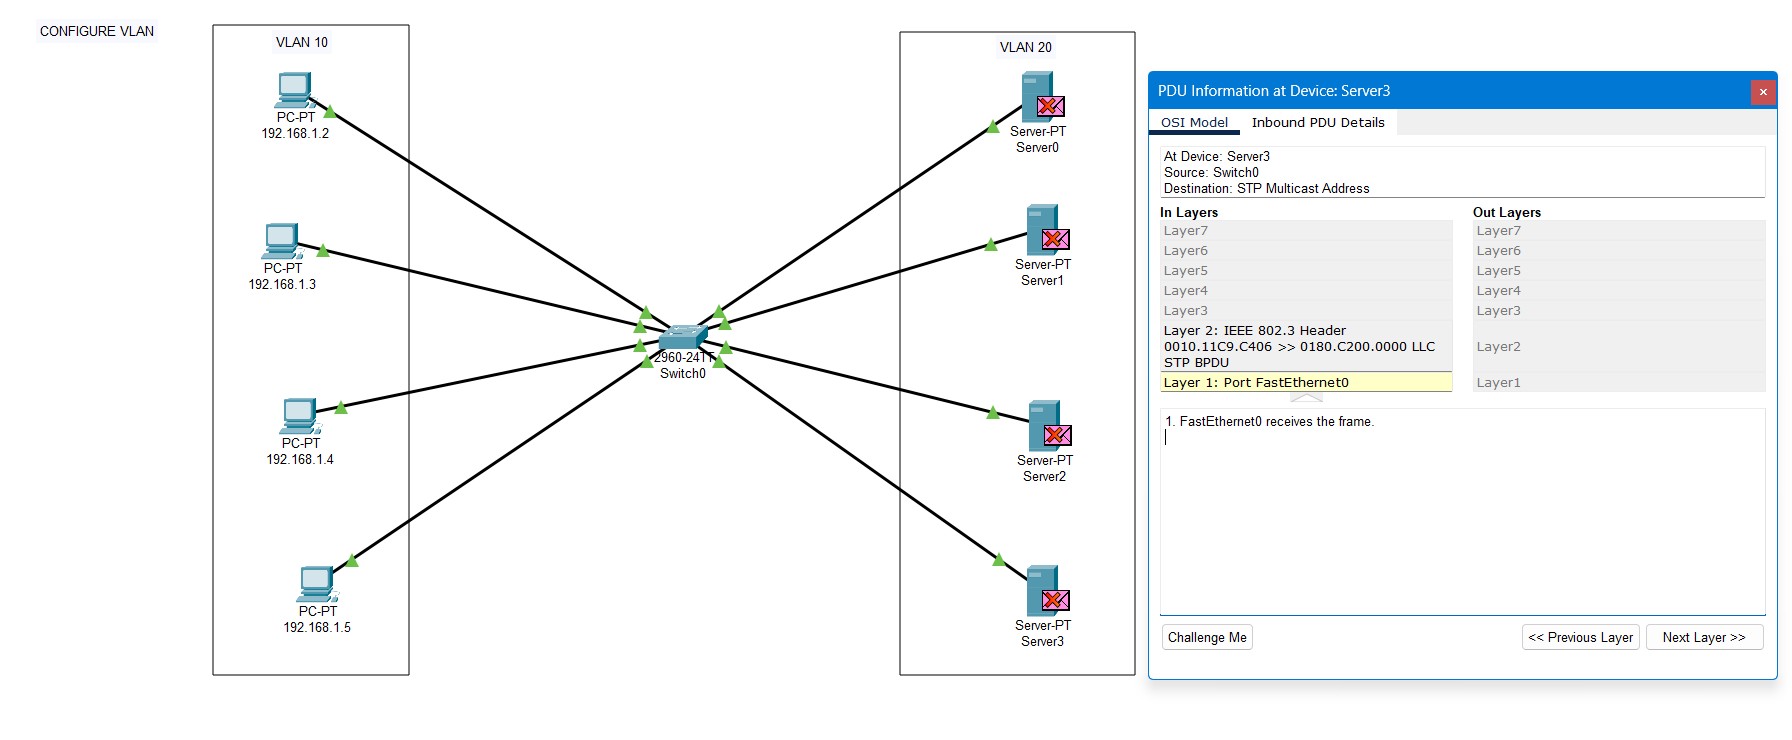 CONFIGURE VLAN
VLAN 10
PC-PT
192.168.1.2
PC-PT
192.168.1.3
PC-PT
192.168.1.4
PC-PT
192.168.1.5
2960-24TT
Switch0
VLAN 20
Server-PT
Server0
Server-PT
Server1
Server-PT
Server2
Server-PT
Server3
PDU Information at Device: Server3
OSI Model Inbound PDU Details
At Device: Server3
Source: Switch0
Destination: STP Multicast Address
In Layers Out Layers
Layer7 Layer7
Layer6 Layer6
Layer5 Layer5
Layer4 Layer4
Layer3 Layer3
Layer 2: IEEE 802.3 Header
0010.11C9.C406 >> 0180.C200.0000 LLC Layer2
STP BPDU
Layer 1: Port FastEthernet0 Layer1
1. FastEthernet0 receives the frame.
Challenge Me << Previous Layer Next Layer >>